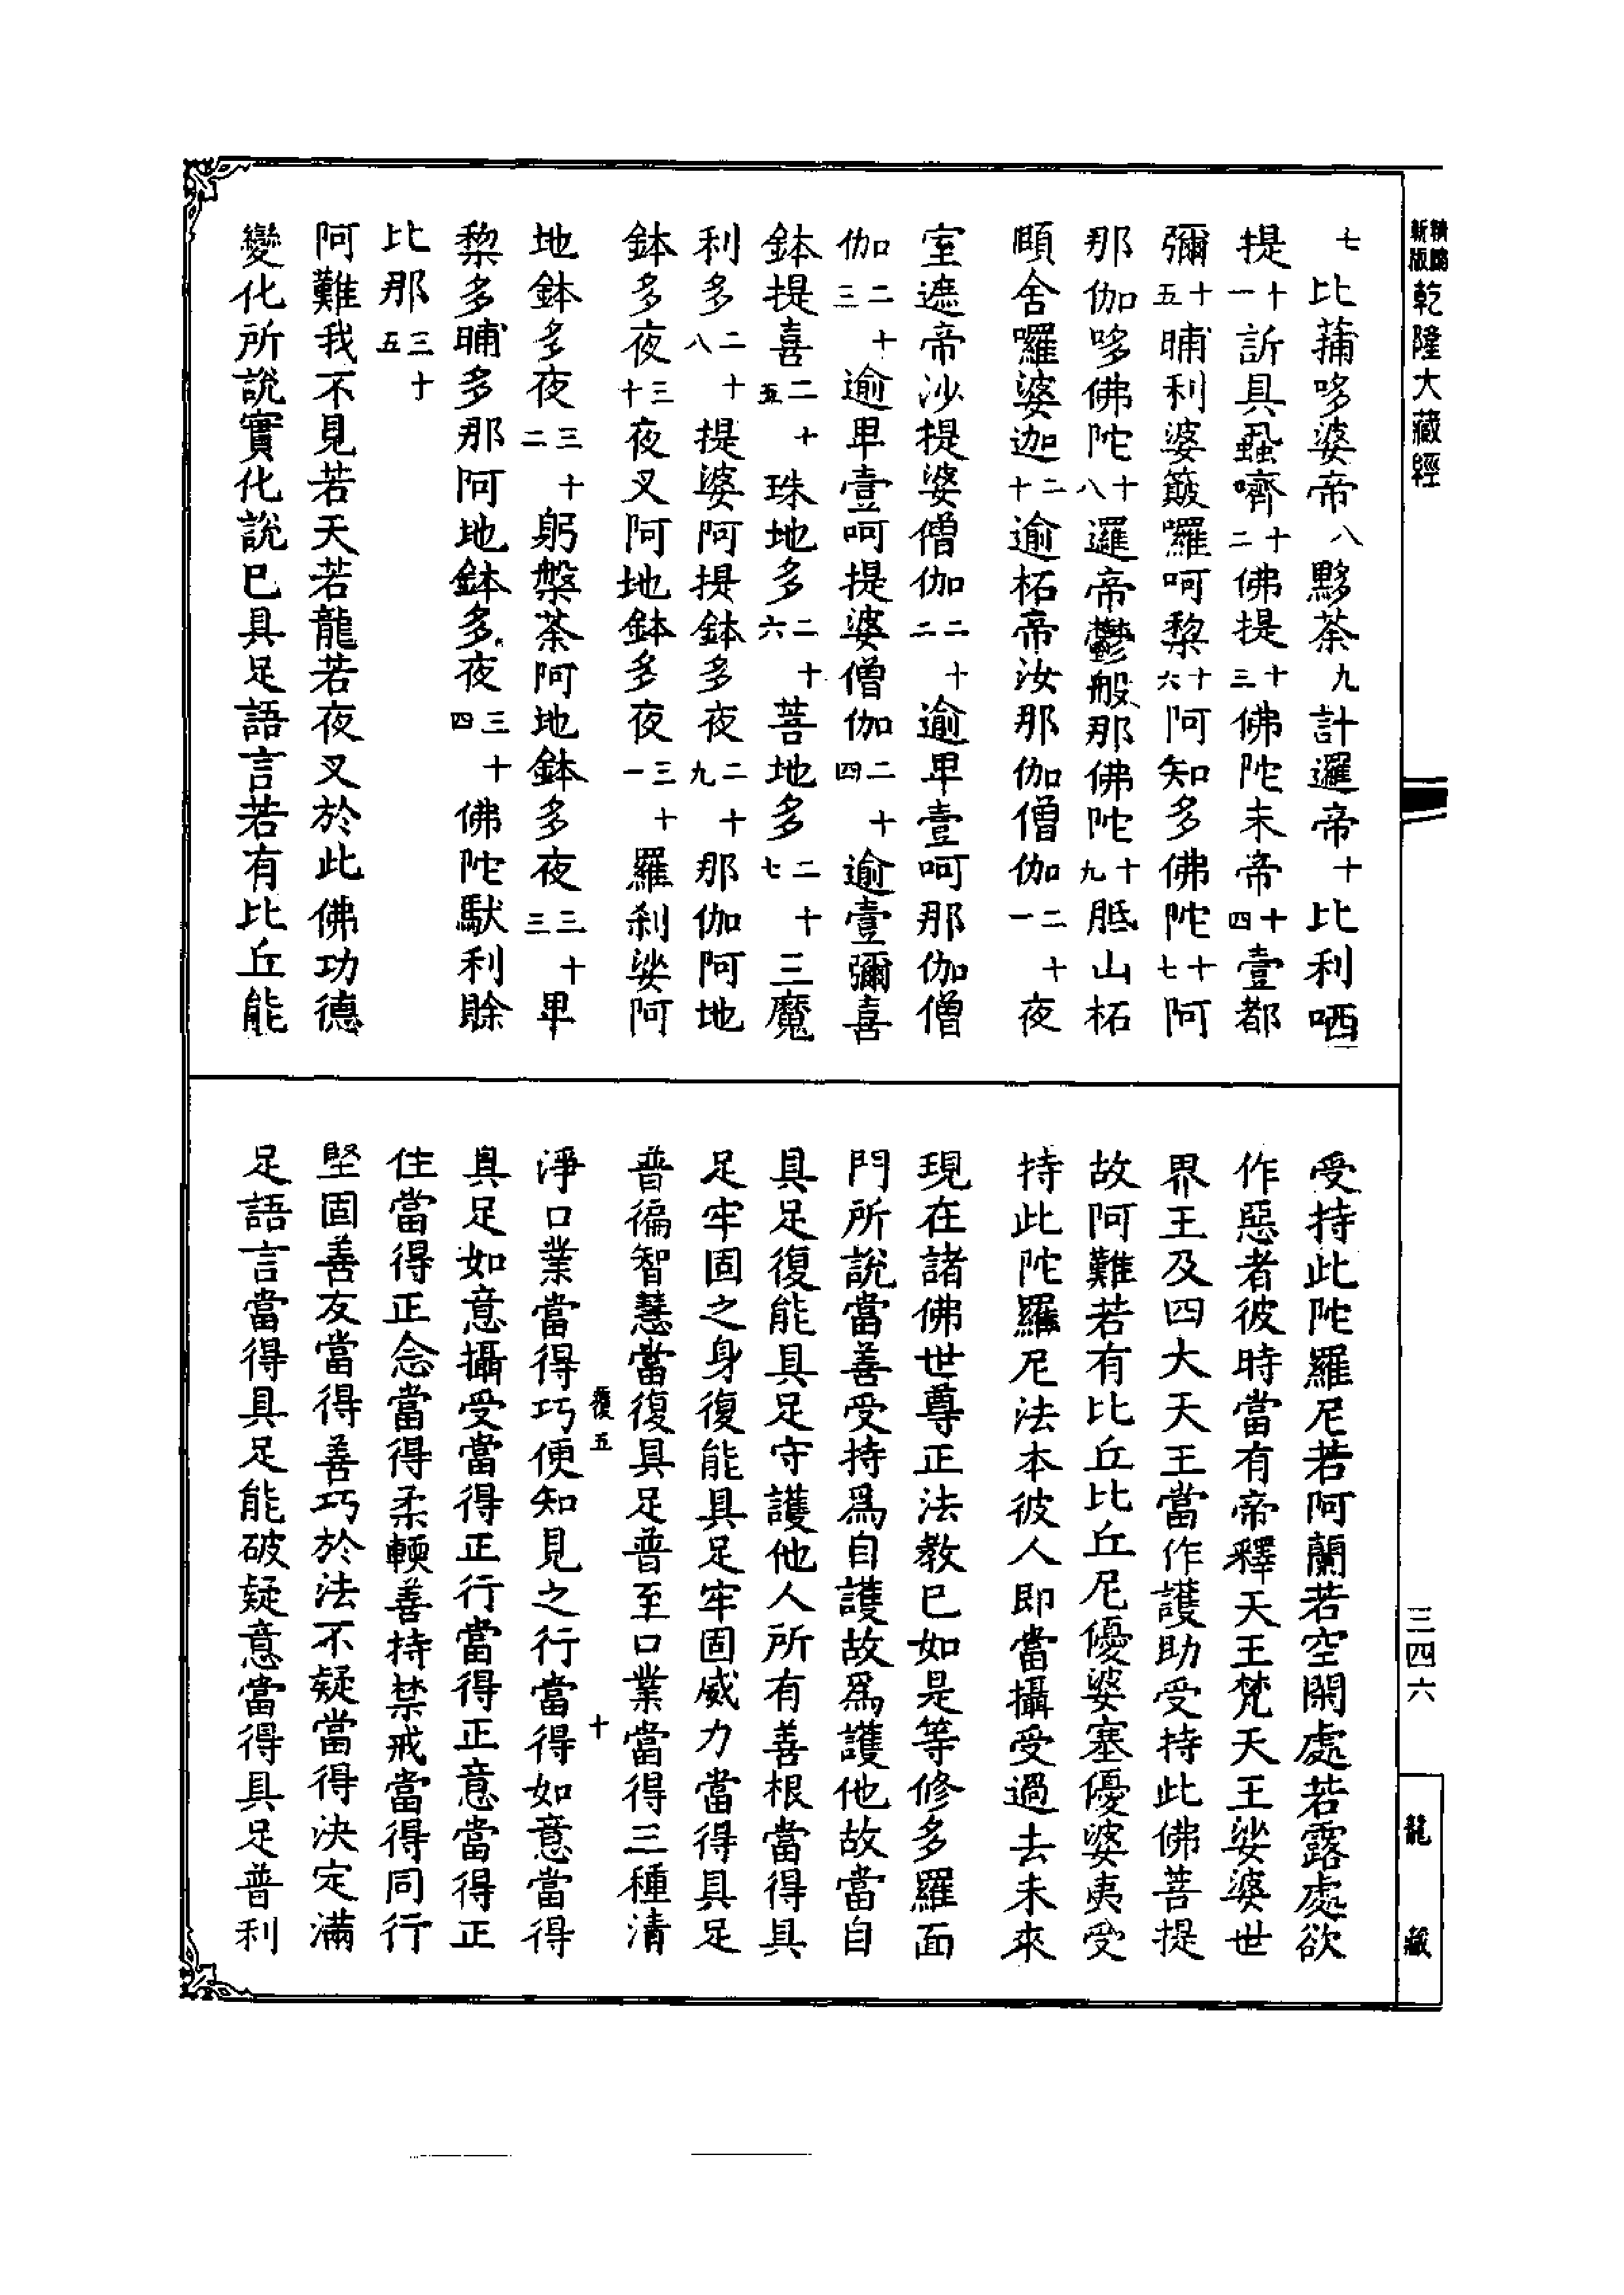 新版
乾隆大藏經
七比蒱哆婆帝八黟荼九計邏帝十比利哂
提十一訢具蝨嚌十二佛提十三佛陀未帝十四壹都
彌十五晡利婆簸囉呵黎十六阿知多佛陀十七阿
那伽哆佛陀十八邏帝鬱般那佛陀十九胝山柘
頤舍囉婆迦二十逾柘帝汝那伽僧伽二十一夜
室遮帝沙提婆僧伽二十二逾卑壹呵那伽僧
伽二十三逾卑壹呵提婆僧伽二十四逾壹彌喜
鉢提喜二十五珠地多二十六菩地多二十七三魔
利多二十八提婆阿提鉢多夜二十九那伽阿地
鉢多夜三十夜叉阿地鉢多夜三十一羅刹娑阿
地鉢多夜三十二躬槃荼阿地鉢多夜三十三卑
黎多晡多那阿地鉢多夜三十四佛陀馱利賒
比那三十五
阿難我不見若天若龍若夜叉於此佛功德
變化所說實化說已具足語言若有比丘能
受持此陀羅尼若阿蘭若空閑處若露處欲
作惡者彼時當有帝釋天王梵天王娑婆世
界王及四大天王當作護助受持此佛菩提
故阿難若有比丘比丘尼優婆塞優婆夷受
持此陀羅尼法本彼人即當攝受過去未來
現在諸佛世尊正法教已如是等修多羅面
門所說當善受持爲自護故爲護他故當自
具足復能具足守護他人所有善根當得具
足牢固之身復能具足牢固威力當得具足
普徧智慧當復具足普至口業當得三種清
淨口業當得巧便知見之行當得如意當得
具足如意攝受當得正行當得正意當得正
住當得正念當得柔輭善持禁戒當得同行
堅固善友當得善巧於法不疑當得決定滿
足語言當得具足能破疑意當得具足普利
復五
十
三四六
龍藏